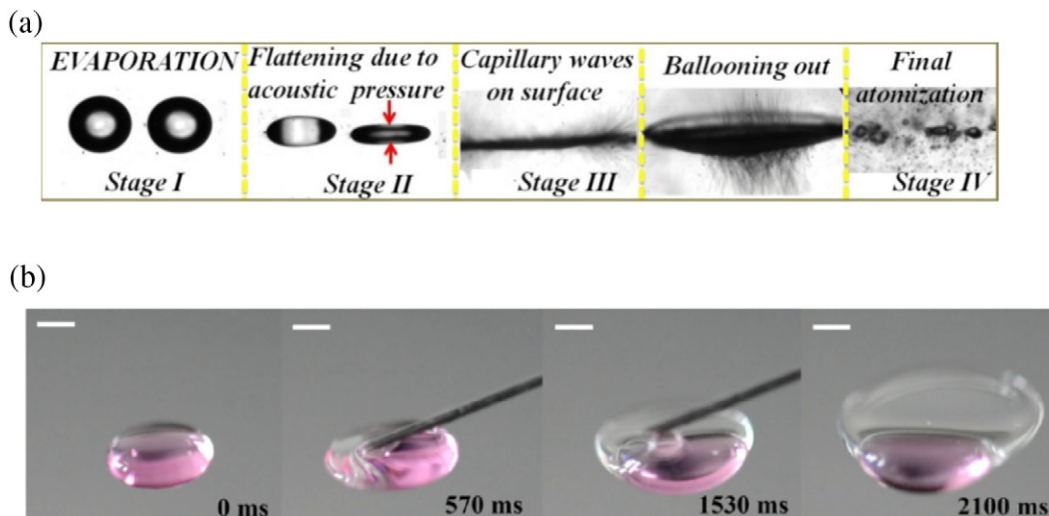 (a)
EVAPORATION
Flattening due to
acoustic pressure
Capillary waves
on surface
Ballooning out
Final
atomization
Stage I
Stage II
Stage III
Stage IV
(b)
0 ms
570 ms
1530 ms
2100 ms